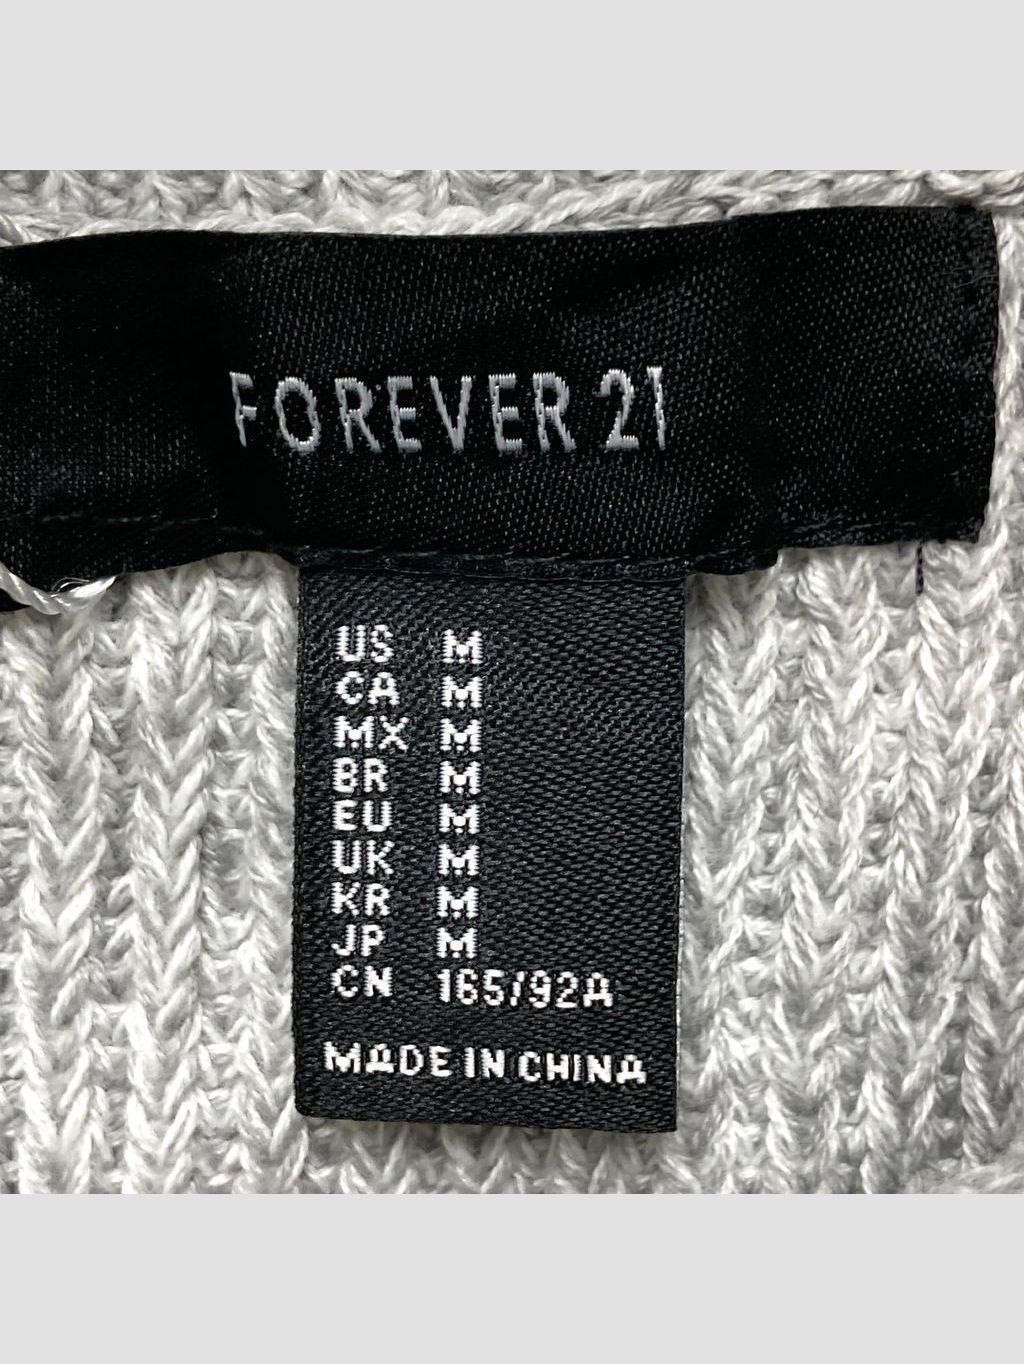 FOREVER 21
US M
CA M
MX M
BR M
EU M
UK M
KR M
JP M
CN 165/92A
MADE IN CHINA